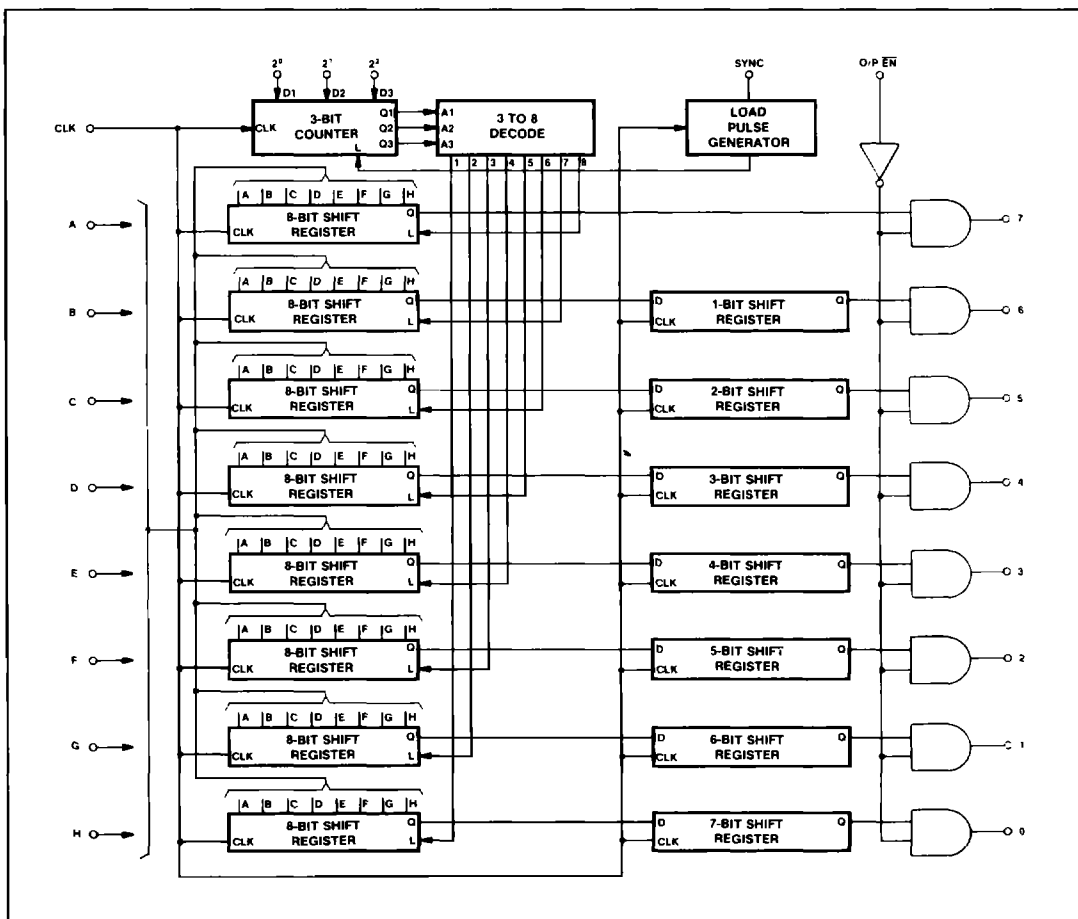 2⁰ 2¹ 2² SYNC O/P E̅N̅
D1 D2 D3
CLK CLK 3-BIT COUNTER L Q1 Q2 Q3 A1 A2 A3 3 TO 8 DECODE LOAD PULSE GENERATOR
1 2 3 4 5 6 7 8
A B C D E F G H
A CLK 8-BIT SHIFT REGISTER Q L 7
A B C D E F G H
B CLK 8-BIT SHIFT REGISTER Q L D CLK 1-BIT SHIFT REGISTER Q 6
A B C D E F G H
C CLK 8-BIT SHIFT REGISTER Q L D CLK 2-BIT SHIFT REGISTER Q 5
A B C D E F G H
D CLK 8-BIT SHIFT REGISTER Q L D CLK 3-BIT SHIFT REGISTER Q 4
A B C D E F G H
E CLK 8-BIT SHIFT REGISTER Q L D CLK 4-BIT SHIFT REGISTER Q 3
A B C D E F G H
F CLK 8-BIT SHIFT REGISTER Q L D CLK 5-BIT SHIFT REGISTER Q 2
A B C D E F G H
G CLK 8-BIT SHIFT REGISTER Q L D CLK 6-BIT SHIFT REGISTER Q 1
A B C D E F G H
H CLK 8-BIT SHIFT REGISTER Q L D CLK 7-BIT SHIFT REGISTER Q 0